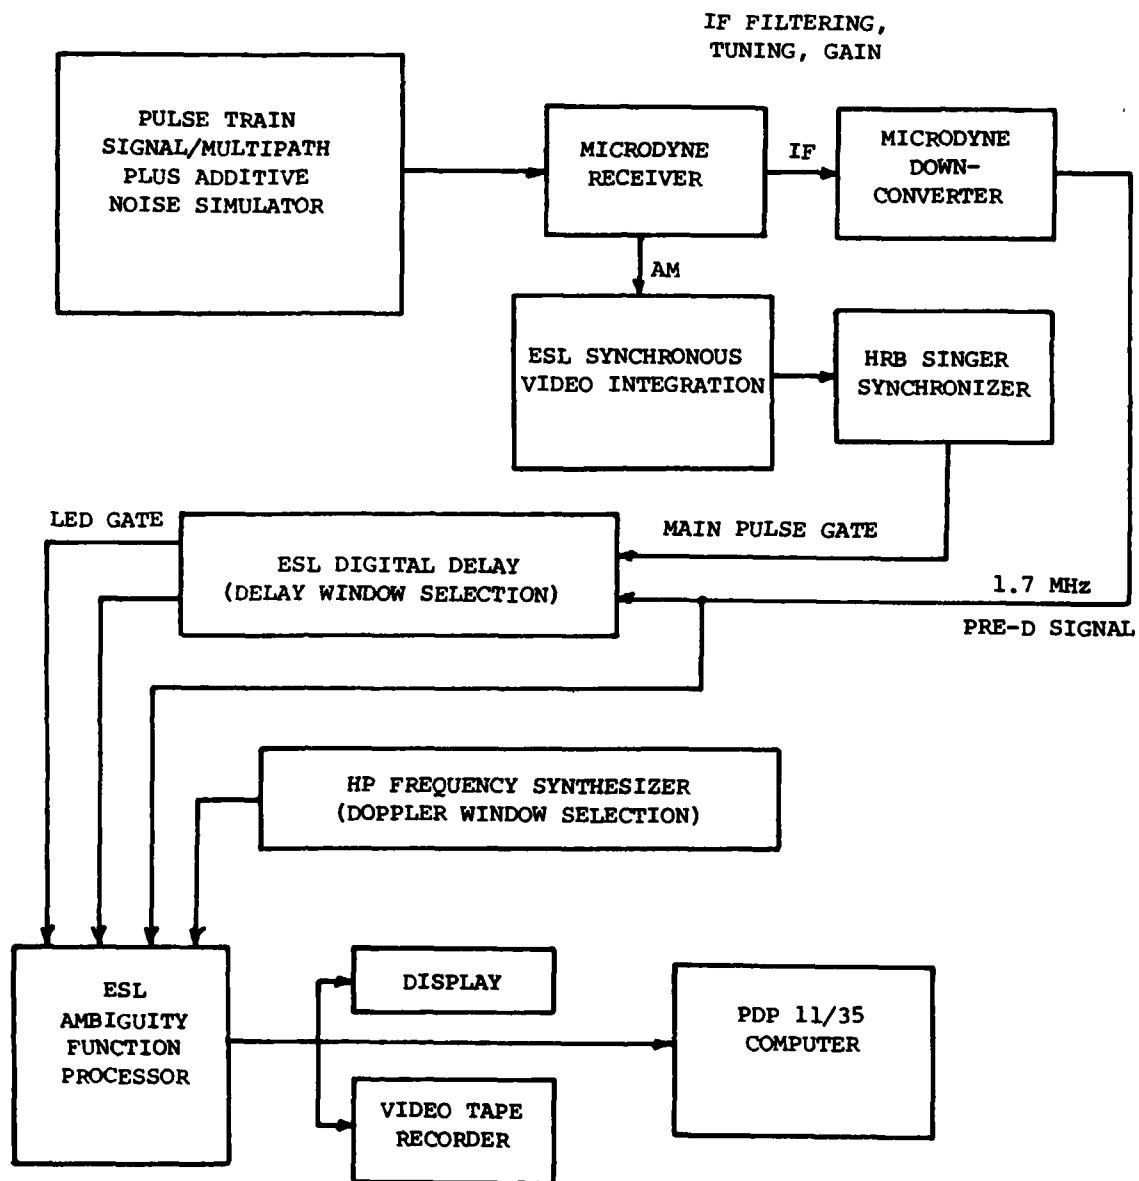 IF FILTERING,
TUNING, GAIN
PULSE TRAIN
SIGNAL/MULTIPATH
PLUS ADDITIVE
NOISE SIMULATOR
MICRODYNE
RECEIVER
IF
MICRODYNE
DOWN-
CONVERTER
AM
ESL SYNCHRONOUS
VIDEO INTEGRATION
HRB SINGER
SYNCHRONIZER
LED GATE
ESL DIGITAL DELAY
(DELAY WINDOW SELECTION)
MAIN PULSE GATE
1.7 MHz
PRE-D SIGNAL
HP FREQUENCY SYNTHESIZER
(DOPPLER WINDOW SELECTION)
ESL
AMBIGUITY
FUNCTION
PROCESSOR
DISPLAY
PDP 11/35
COMPUTER
VIDEO TAPE
RECORDER